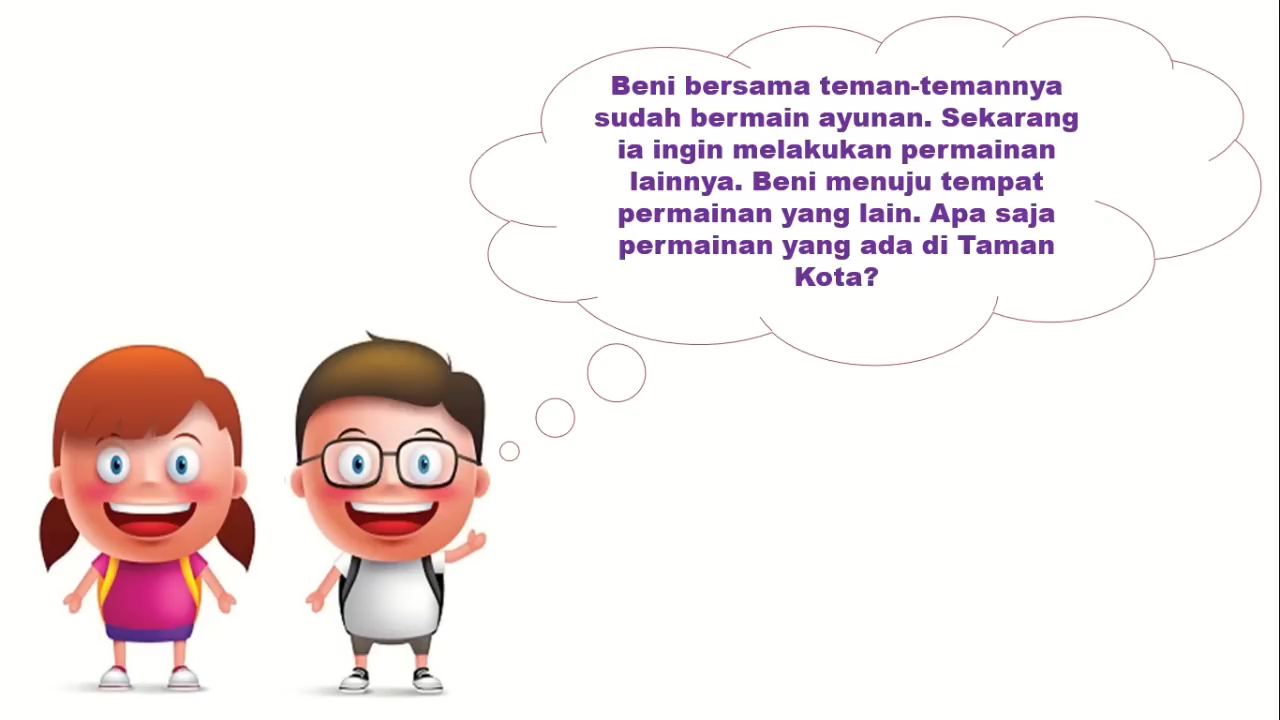 Beni bersama teman-temannya
sudah bermain ayunan. Sekarang
ia ingin melakukan permainan
lainnya. Beni menuju tempat
permainan yang lain. Apa saja
permainan yang ada di Taman
Kota?